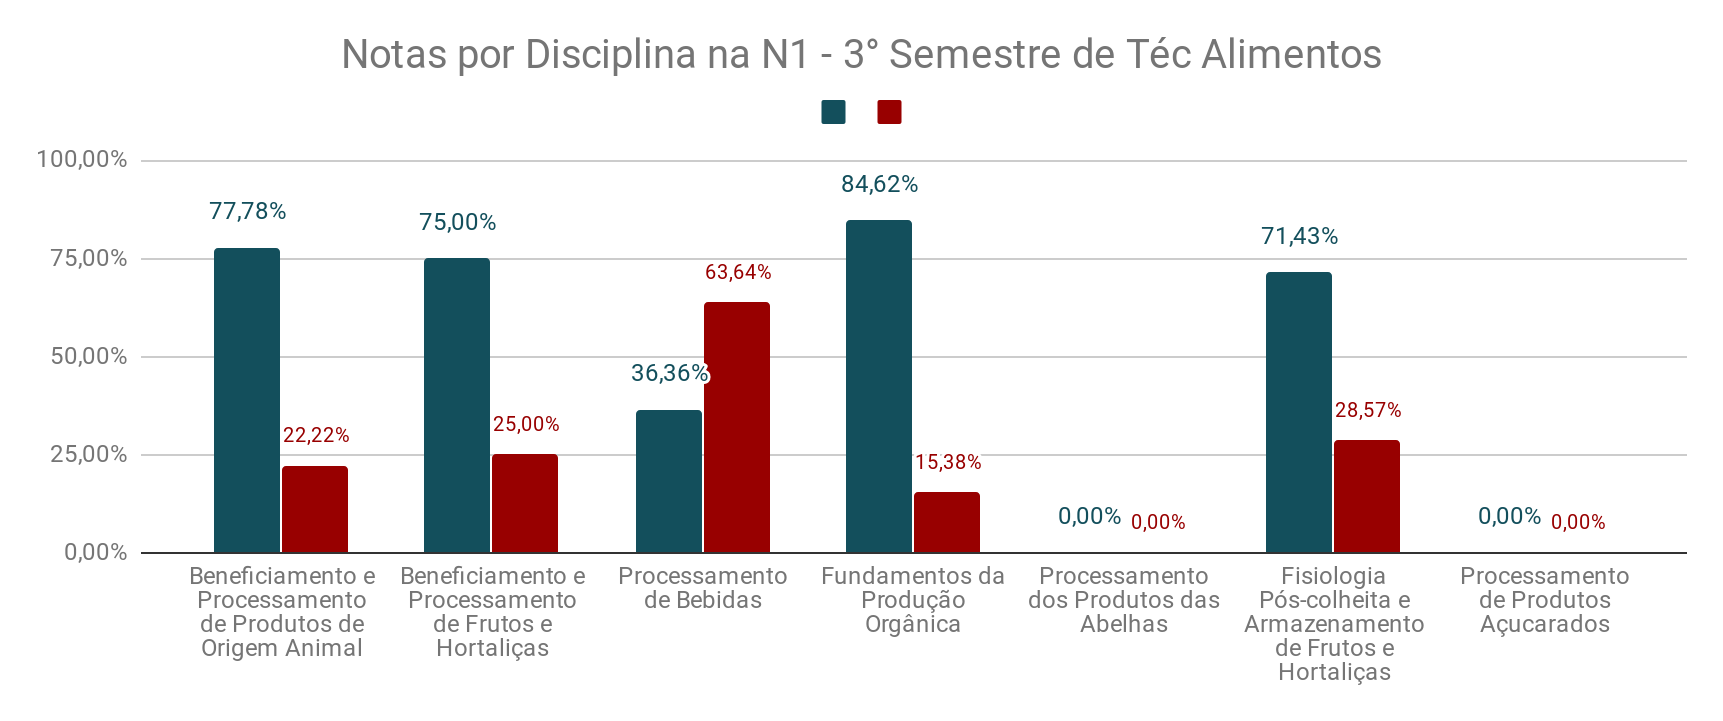 Notas por Disciplina na N1 - 3° Semestre de Téc Alimentos
100,00%
75,00%
50,00%
25,00%
0,00%
77,78%
22,22%
75,00%
25,00%
36,36%
63,64%
84,62%
15,38%
0,00%
0,00%
71,43%
28,57%
0,00%
0,00%
Beneficiamento e
Processamento
de Produtos de
Origem Animal
Beneficiamento e
Processamento
de Frutos e
Hortaliças
Processamento
de Bebidas
Fundamentos da
Produção
Orgânica
Processamento
dos Produtos das
Abelhas
Fisiologia
Pós-colheita e
Armazenamento
de Frutos e
Hortaliças
Processamento
de Produtos
Açucarados